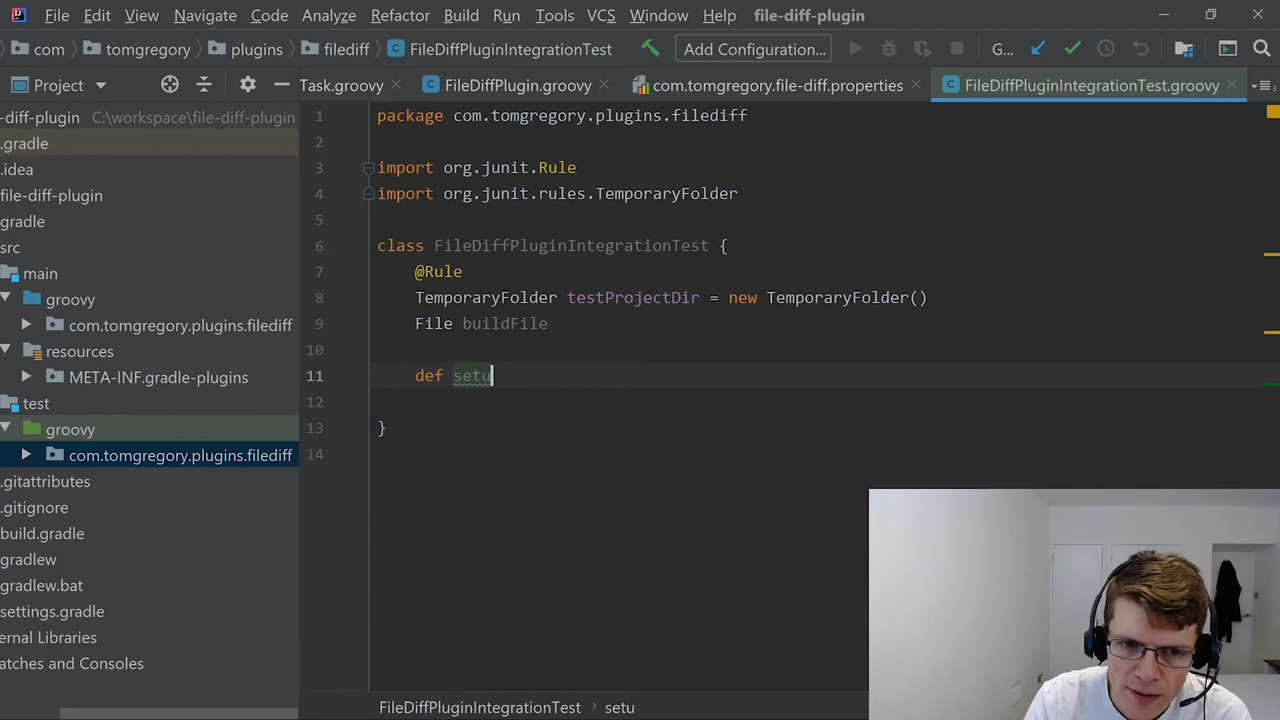 File Edit View Navigate Code Analyze Refactor Build Run Tools VCS Window Help file-diff-plugin
com tomgregory plugins filediff FileDiffPluginIntegrationTest Add Configuration... G...
Project Task.groovy FileDiffPlugin.groovy com.tomgregory.file-diff.properties FileDiffPluginIntegrationTest.groovy
-diff-plugin C:\workspace\file-diff-plugin
.gradle
.idea
file-diff-plugin
gradle
src
main
groovy
com.tomgregory.plugins.filediff
resources
META-INF.gradle-plugins
test
groovy
com.tomgregory.plugins.filediff
.gitattributes
.gitignore
build.gradle
gradlew
gradlew.bat
settings.gradle
ernal Libraries
atches and Consoles
1 package com.tomgregory.plugins.filediff
2
3 import org.junit.Rule
4 import org.junit.rules.TemporaryFolder
5
6 class FileDiffPluginIntegrationTest {
7 @Rule
8 TemporaryFolder testProjectDir = new TemporaryFolder()
9 File buildFile
10
11 def setu
12
13 }
14
FileDiffPluginIntegrationTest › setu